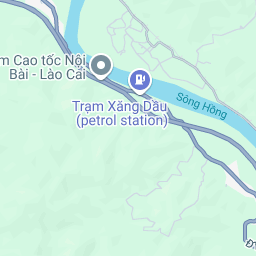 m Cao tốc Nội
Bài - Lào Cai
Trạm Xăng Dầu
(petrol station)
Sông Hồng